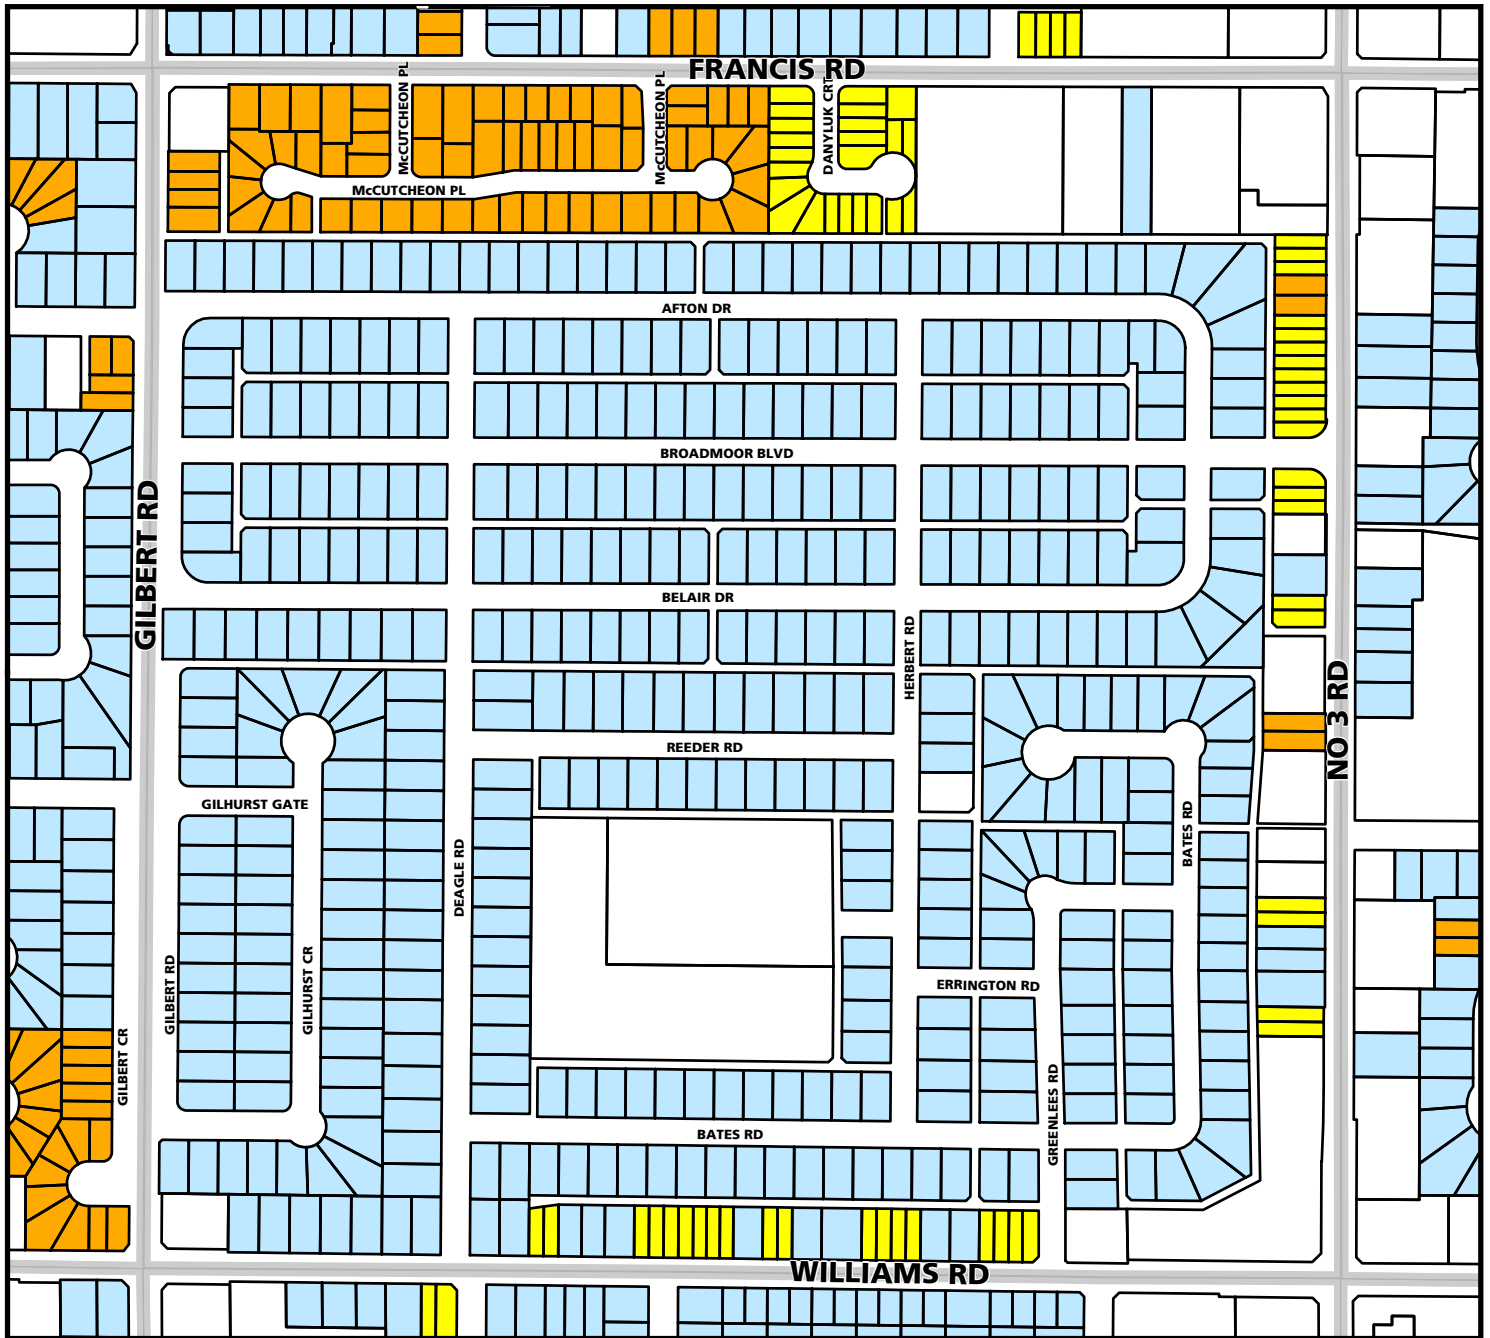 FRANCIS RD
McCUTCHEON PL
McCUTCHEON PL
DANYLUK CRT
McCUTCHEON PL
AFTON DR
BROADMOOR BLVD
GILBERT RD
BELAIR DR
HERBERT RD
NO 3 RD
REEDER RD
GILHURST GATE
BATES RD
DEAGLE RD
GILBERT RD
GILHURST CR
ERRINGTON RD
GILBERT CR
GREENLEES RD
BATES RD
WILLIAMS RD